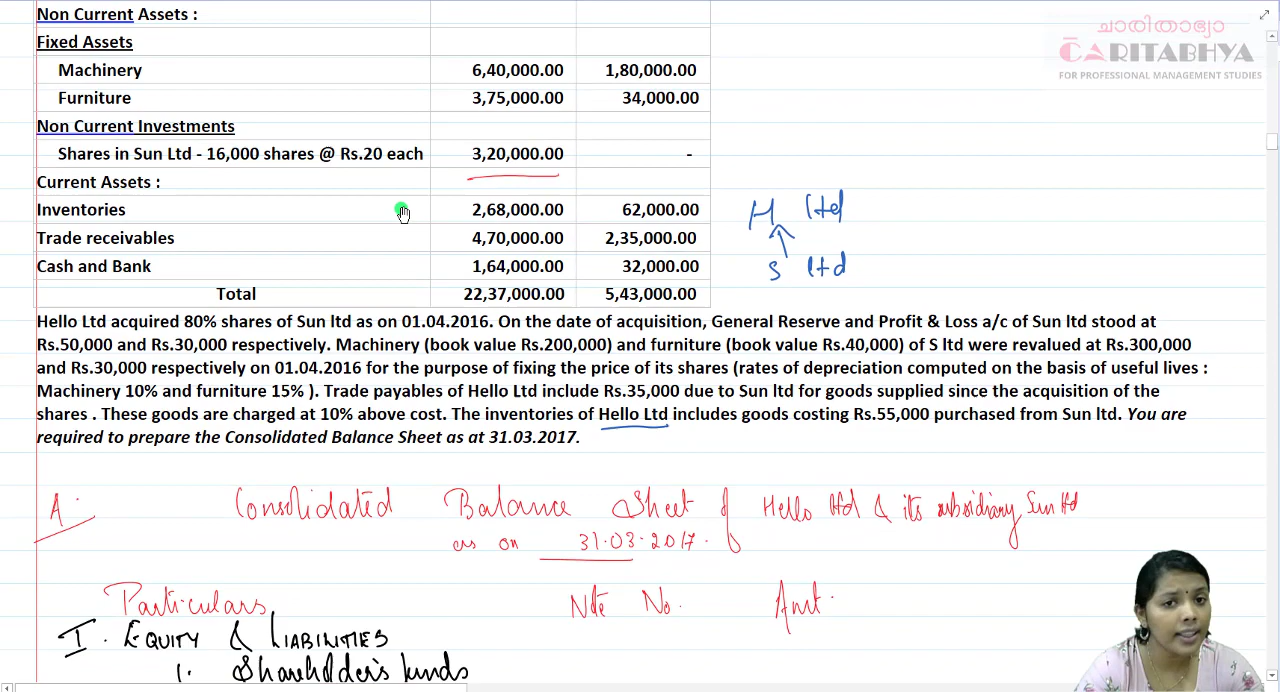 Non Current Assets :
ചാരിതാഭ്യാ
CARITABHYA
FOR PROFESSIONAL MANAGEMENT STUDIES
Fixed Assets
Machinery 6,40,000.00 1,80,000.00
Furniture 3,75,000.00 34,000.00
Non Current Investments
Shares in Sun Ltd - 16,000 shares @ Rs.20 each 3,20,000.00 -
Current Assets :
Inventories 2,68,000.00 62,000.00
H ltd
Trade receivables 4,70,000.00 2,35,000.00
Cash and Bank 1,64,000.00 32,000.00
S ltd
Total 22,37,000.00 5,43,000.00
Hello Ltd acquired 80% shares of Sun ltd as on 01.04.2016. On the date of acquisition, General Reserve and Profit & Loss a/c of Sun ltd stood at
Rs.50,000 and Rs.30,000 respectively. Machinery (book value Rs.200,000) and furniture (book value Rs.40,000) of S ltd were revalued at Rs.300,000
and Rs.30,000 respectively on 01.04.2016 for the purpose of fixing the price of its shares (rates of depreciation computed on the basis of useful lives :
Machinery 10% and furniture 15% ). Trade payables of Hello Ltd include Rs.35,000 due to Sun ltd for goods supplied since the acquisition of the
shares . These goods are charged at 10% above cost. The inventories of Hello Ltd includes goods costing Rs.55,000 purchased from Sun Ltd. You are
required to prepare the Consolidated Balance Sheet as at 31.03.2017.
A: Consolidated Balance Sheet of Hello ltd & its subsidiary Sun ltd
as on 31.03.2017.
Particulars Note No. Amt.
I. EQUITY & LIABILITIES
1. Shareholder's funds